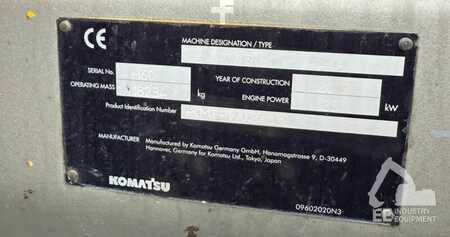 CE
MACHINE DESIGNATION / TYPE
SERIAL No.
YEAR OF CONSTRUCTION
OPERATING MASS kg
ENGINE POWER kW
Product Identification Number
MANUFACTURER Manufactured by Komatsu Germany GmbH, Hanomagstrasse 9, D-30449
Hannover, Germany for Komatsu Ltd., Tokyo, Japan
KOMATSU
09602020N3
INDUSTRY
EQUIPMENT